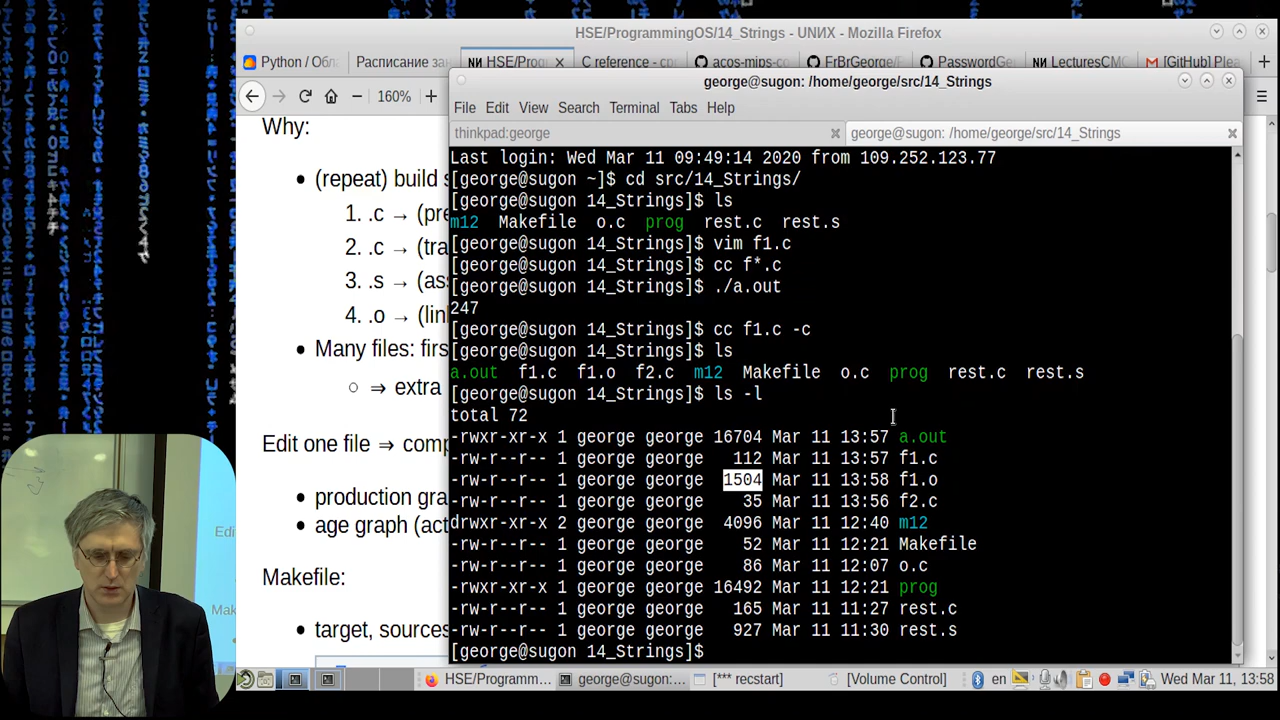 HSE/ProgrammingOS/14_Strings - UNИX - Mozilla Firefox
Python / Обла
Расписание зан
HSE/Prog
C reference - cp
acos-mips-co
FrBrGeorge/F
PasswordGe
LecturesCMC
[GitHub] Plea
160%
george@sugon: /home/george/src/14_Strings
File Edit View Search Terminal Tabs Help
thinkpad:george
george@sugon: /home/george/src/14_Strings
Why:
(repeat) build s
1. .c → (pre
2. .c → (tra
3. .s → (ass
4. .o → (link
Many files: firs
⇒ extra
Edit one file ⇒ comp
production gra
age graph (act
Makefile:
target, sources
Last login: Wed Mar 11 09:49:14 2020 from 109.252.123.77
[george@sugon ~]$ cd src/14_Strings/
[george@sugon 14_Strings]$ ls
m12 Makefile o.c prog rest.c rest.s
[george@sugon 14_Strings]$ vim f1.c
[george@sugon 14_Strings]$ cc f*.c
[george@sugon 14_Strings]$ ./a.out
247
[george@sugon 14_Strings]$ cc f1.c -c
[george@sugon 14_Strings]$ ls
a.out f1.c f1.o f2.c m12 Makefile o.c prog rest.c rest.s
[george@sugon 14_Strings]$ ls -l
total 72
-rwxr-xr-x 1 george george 16704 Mar 11 13:57 a.out
-rw-r--r-- 1 george george 112 Mar 11 13:57 f1.c
-rw-r--r-- 1 george george 1504 Mar 11 13:58 f1.o
-rw-r--r-- 1 george george 35 Mar 11 13:56 f2.c
drwxr-xr-x 2 george george 4096 Mar 11 12:40 m12
-rw-r--r-- 1 george george 52 Mar 11 12:21 Makefile
-rw-r--r-- 1 george george 86 Mar 11 12:07 o.c
-rwxr-xr-x 1 george george 16492 Mar 11 12:21 prog
-rw-r--r-- 1 george george 165 Mar 11 11:27 rest.c
-rw-r--r-- 1 george george 927 Mar 11 11:30 rest.s
[george@sugon 14_Strings]$
HSE/Programm...
george@sugon:...
[*** recstart]
[Volume Control]
en
Wed Mar 11, 13:58